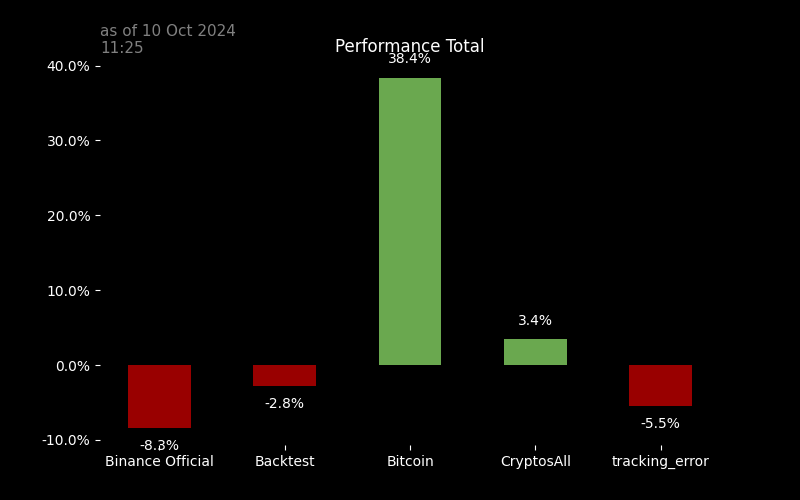 as of 10 Oct 2024
11:25
Performance Total
38.4%
40.0%
30.0%
20.0%
10.0%
3.4%
0.0%
-2.8%
-5.5%
-10.0%
-8.3%
Binance Official
Backtest
Bitcoin
CryptosAll
tracking_error